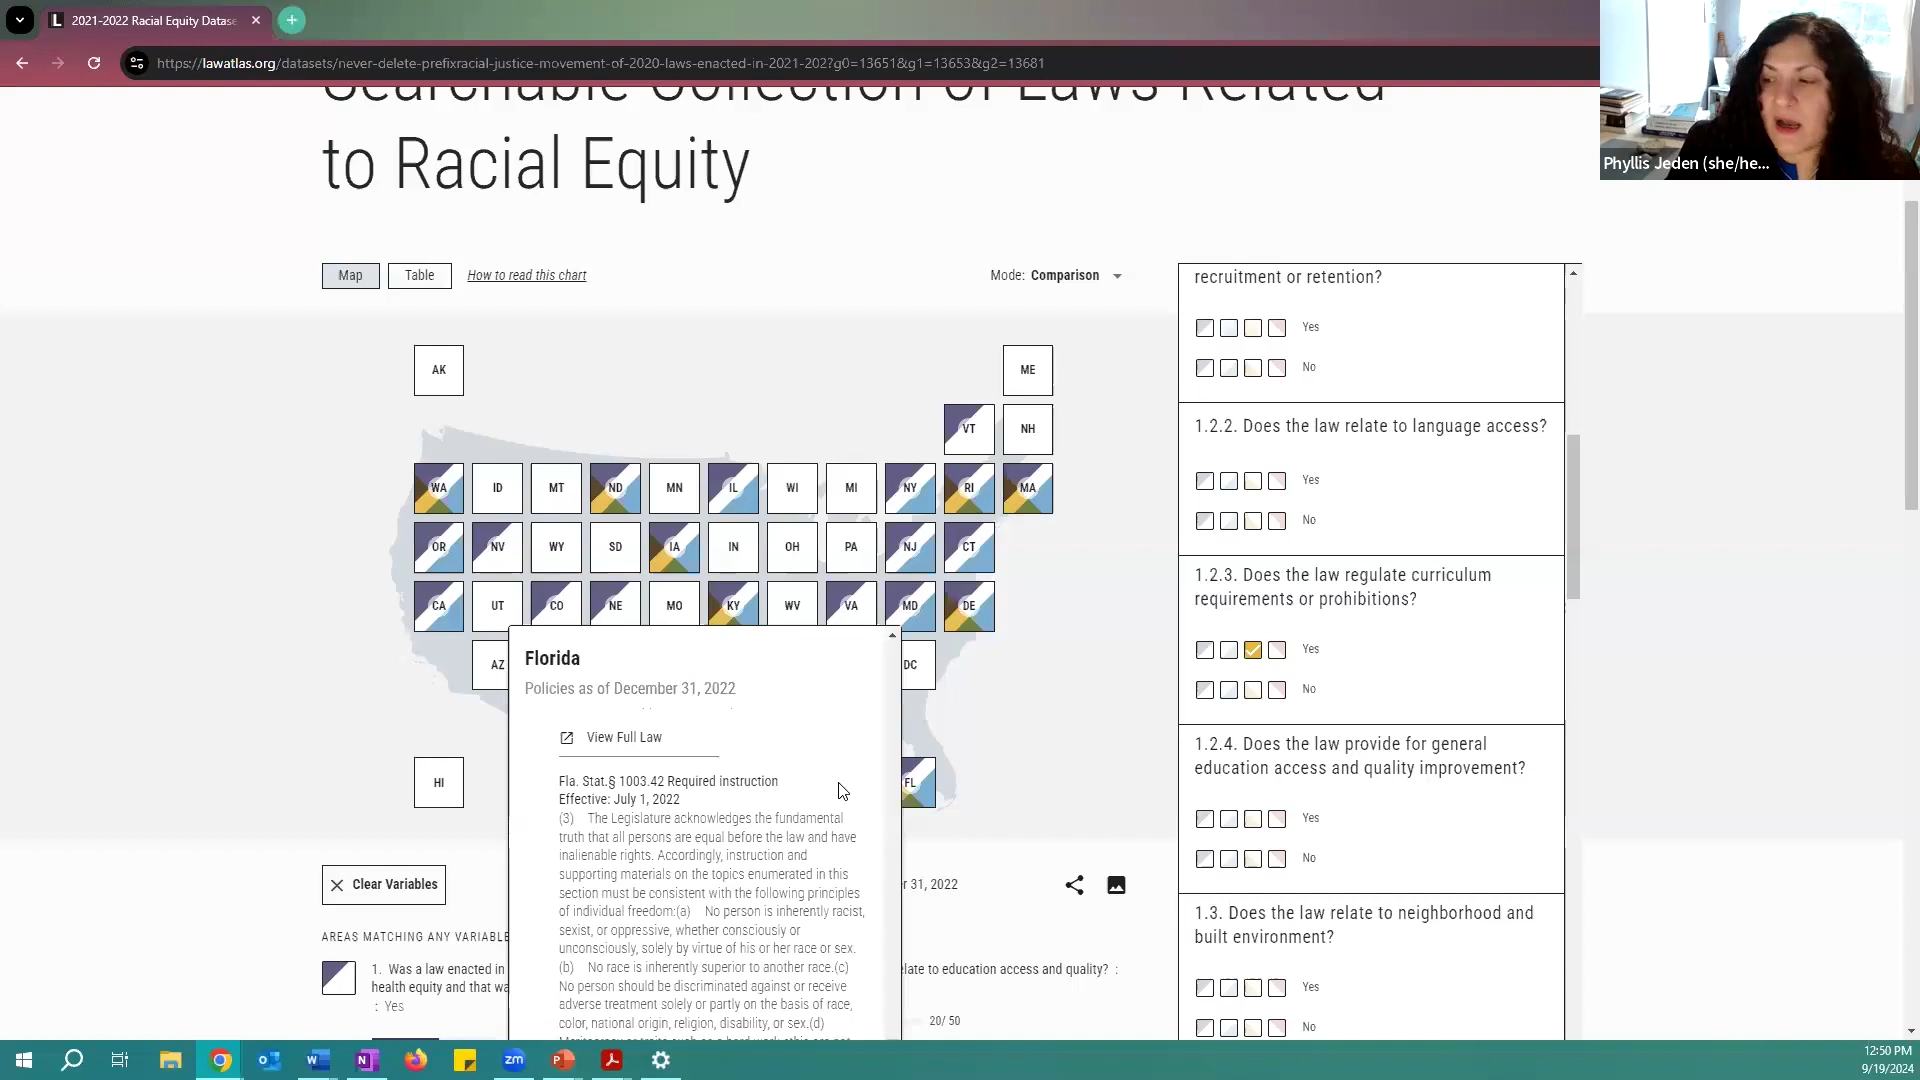 2021-2022 Racial Equity Datase
https://lawatlas.org/datasets/never-delete-prefixracial-justice-movement-of-2020-laws-enacted-in-2021-202?g0=13651&g1=13653&g2=13681
Phyllis Jeden (she/he...
Searchable Collection of Laws Related
to Racial Equity
Map
Table
How to read this chart
Mode: Comparison
AK
ME
VT
NH
WA
ID
MT
ND
MN
IL
WI
MI
NY
RI
MA
OR
NV
WY
SD
IA
IN
OH
PA
NJ
CT
CA
UT
CO
NE
MO
KY
WV
VA
MD
DE
AZ
DC
HI
FL
Florida
Policies as of December 31, 2022
View Full Law
Fla. Stat.§ 1003.42 Required instruction
Effective: July 1, 2022
(3) The Legislature acknowledges the fundamental
truth that all persons are equal before the law and have
inalienable rights. Accordingly, instruction and
supporting materials on the topics enumerated in this
section must be consistent with the following principles
of individual freedom:(a) No person is inherently racist,
sexist, or oppressive, whether consciously or
unconsciously, solely by virtue of his or her race or sex.
(b) No race is inherently superior to another race.(c)
No person should be discriminated against or receive
adverse treatment solely or partly on the basis of race,
color, national origin, religion, disability, or sex.(d)
Clear Variables
r 31, 2022
AREAS MATCHING ANY VARIABLE
1. Was a law enacted in
health equity and that wa
: Yes
late to education access and quality? :
20/ 50
recruitment or retention?
Yes
No
1.2.2. Does the law relate to language access?
Yes
No
1.2.3. Does the law regulate curriculum
requirements or prohibitions?
Yes
No
1.2.4. Does the law provide for general
education access and quality improvement?
Yes
No
1.3. Does the law relate to neighborhood and
built environment?
Yes
No
12:50 PM
9/19/2024